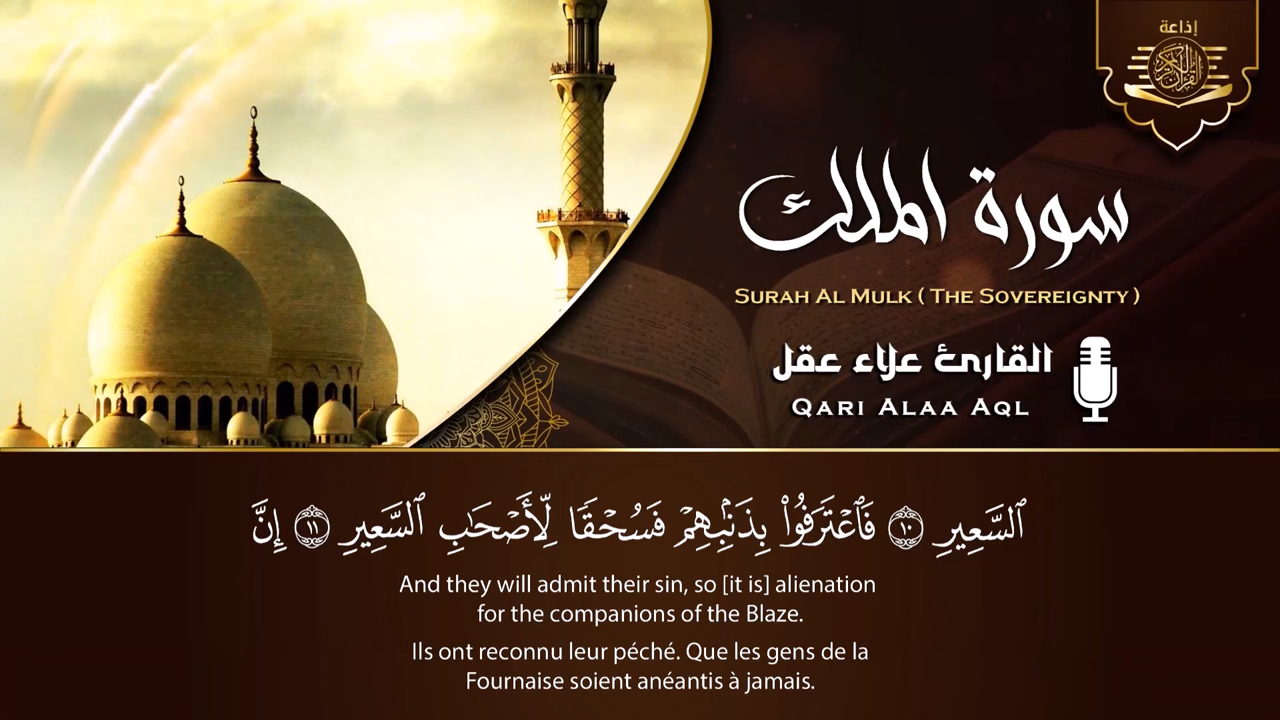 إذاعة
القرآن الكريم
سورة الملك
SURAH AL MULK ( THE SOVEREIGNTY )
القارئ علاء عقل
QARI ALAA AQL
ٱلسَّعِيرِ ١٠ فَٱعْتَرَفُوا۟ بِذَنۢبِهِمْ فَسُحْقًا لِّأَصْحَٰبِ ٱلسَّعِيرِ ١١ إِنَّ
And they will admit their sin, so [it is] alienation
for the companions of the Blaze.
Ils ont reconnu leur péché. Que les gens de la
Fournaise soient anéantis à jamais.